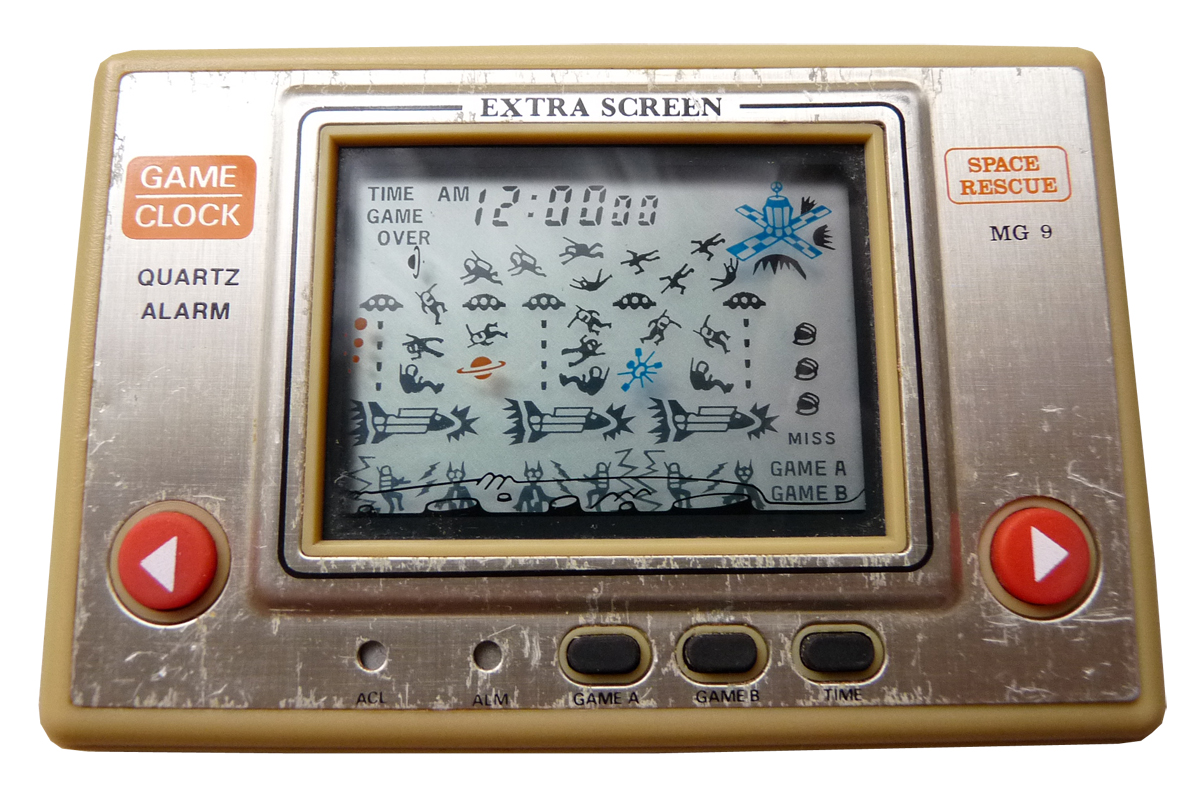 EXTRA SCREEN
GAME
CLOCK
QUARTZ
ALARM
SPACE
RESCUE
MG 9
TIME AM 12:00 00
GAME
OVER
MISS
GAME A
GAME B
ACL
ALM
GAME A
GAME B
TIME